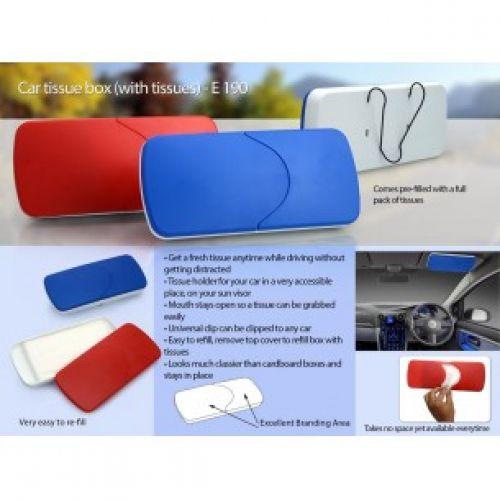 Car tissue box (with tissues) - E 190
Comes pre-filled with a full
pack of tissues
• Get a fresh tissue anytime while driving without
getting distracted
• Tissue holder for your car in a very accessible
place, on your sun visor
• Mouth stays open so a tissue can be grabbed
easily
• Universal clip can be clipped to any car
• Easy to refill, remove top cover to refill box with
tissues
• Looks much classier than cardboard boxes and
stays in place
Very easy to re-fill
Excellent Branding Area
Takes no space yet available everytime